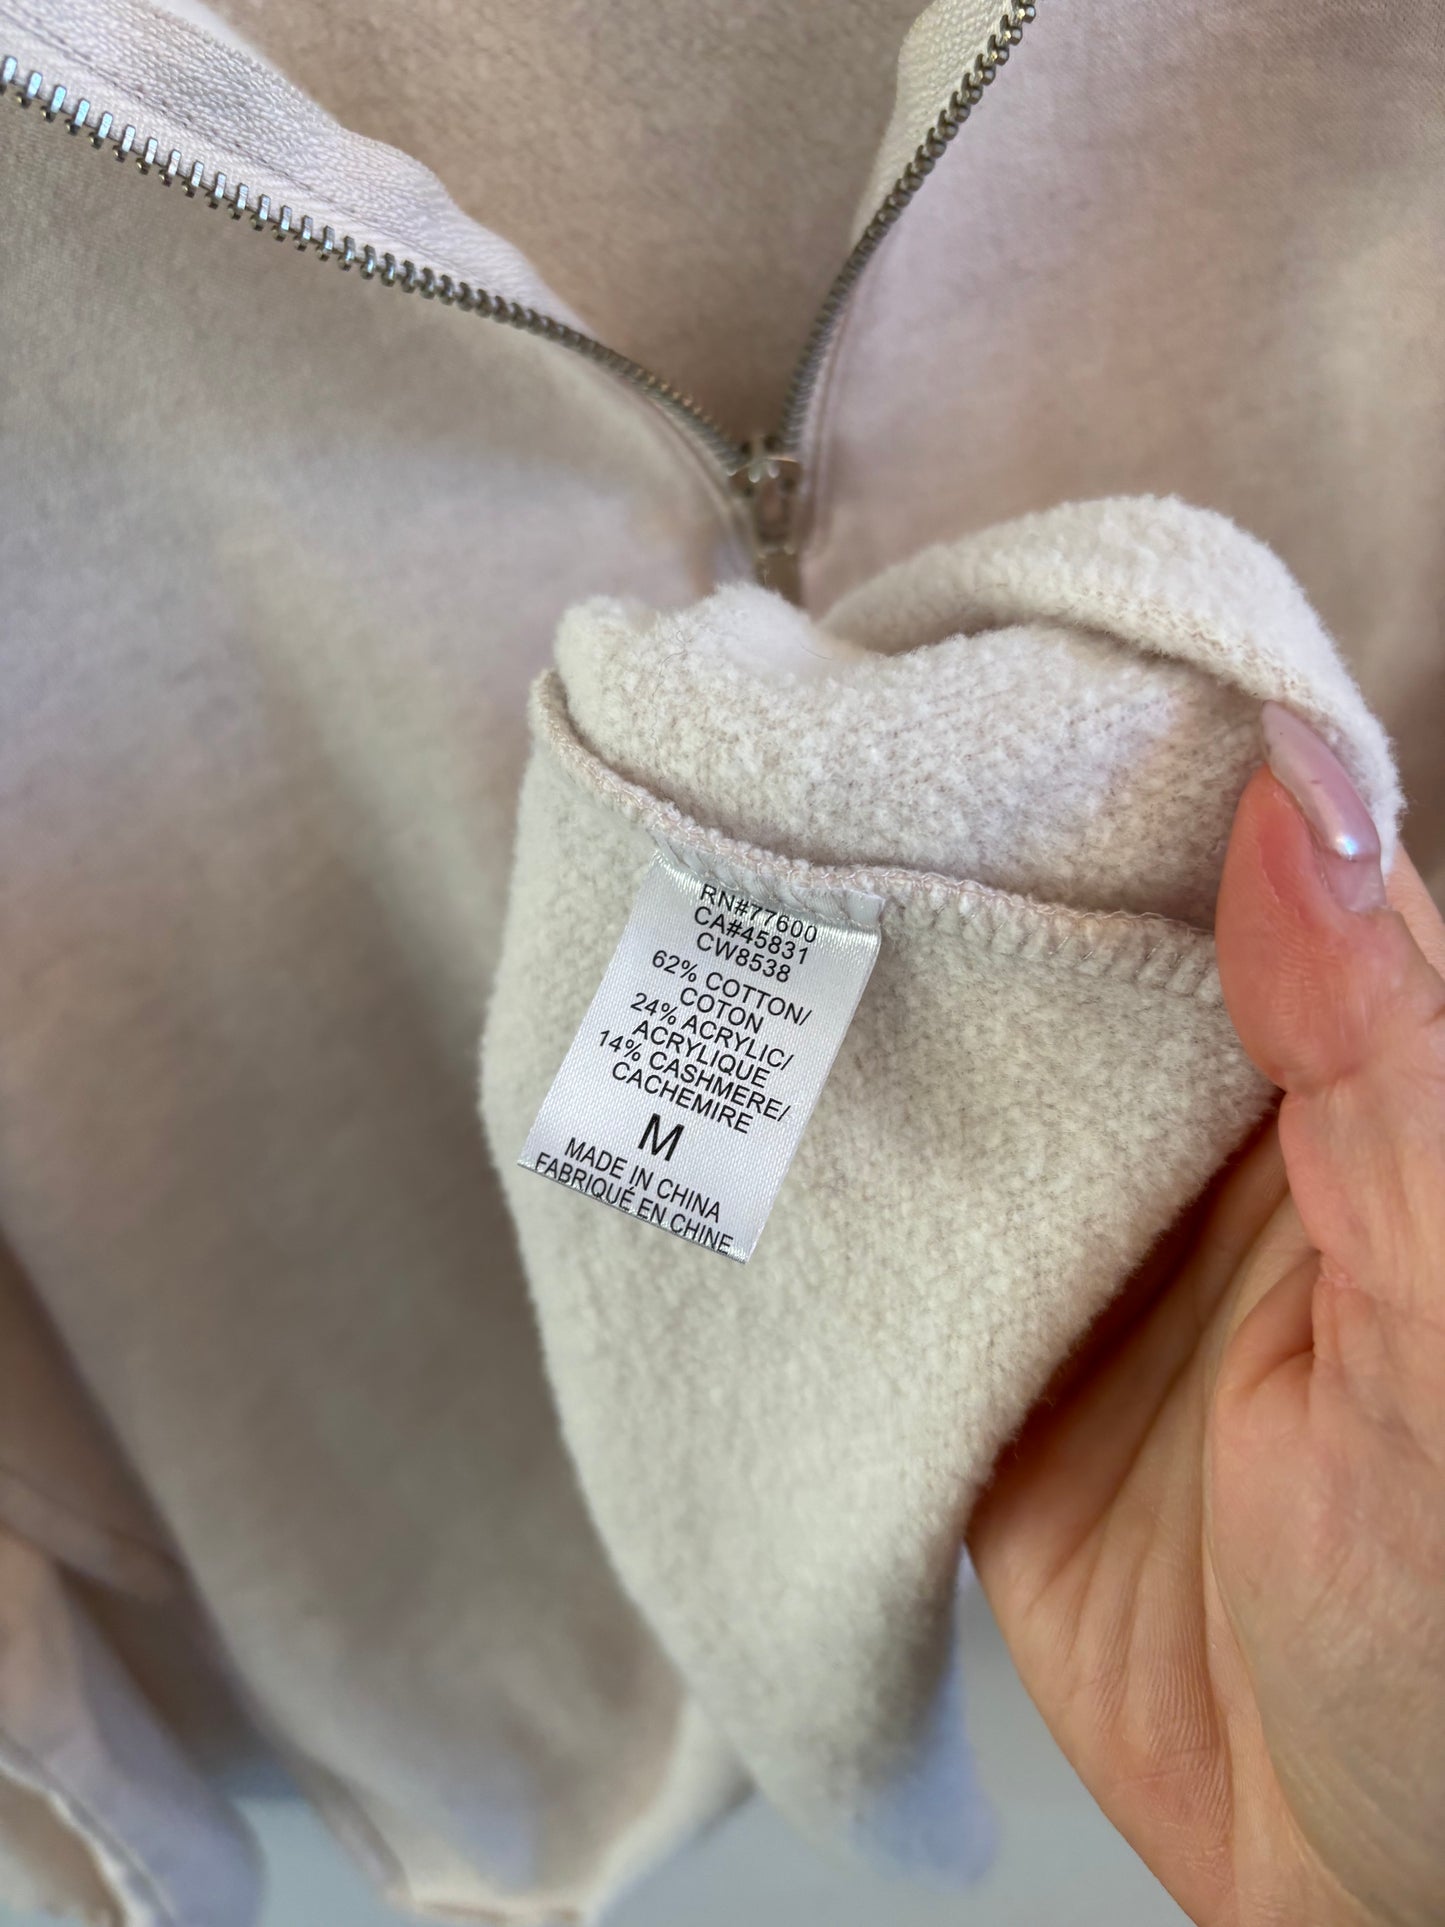 RN#77600
CA#45831
CW8538
62% COTTON/
COTON
24% ACRYLIC/
ACRYLIQUE
14% CASHMERE/
CACHEMIRE
M
MADE IN CHINA
FABRIQUÉ EN CHINE